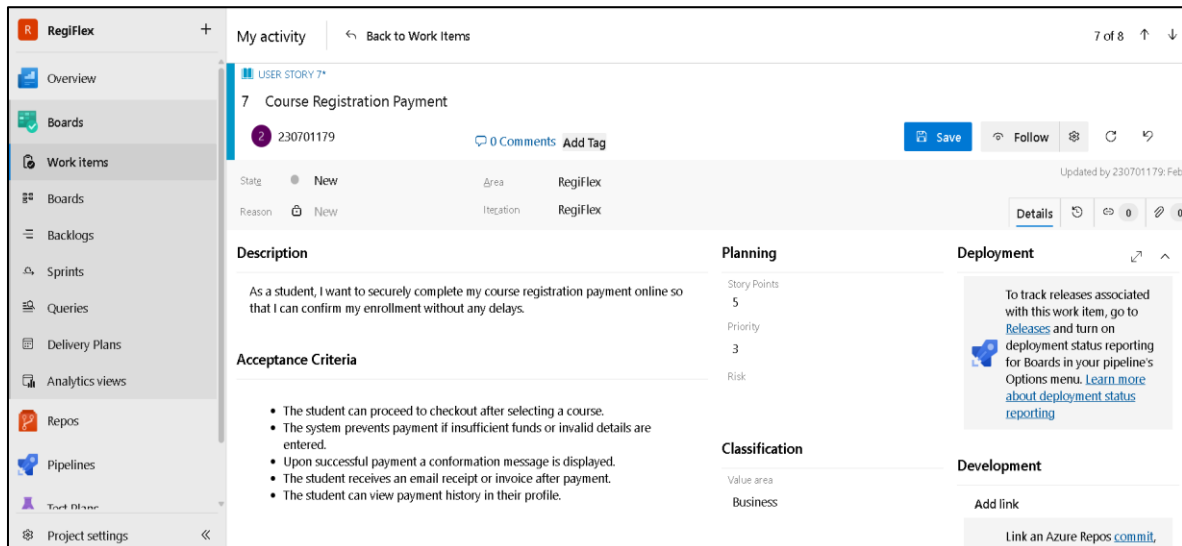 R RegiFlex +
My activity
Back to Work Items
7 of 8
Overview
Boards
Work items
Boards
Backlogs
Sprints
Queries
Delivery Plans
Analytics views
Repos
Pipelines
Project settings
USER STORY 7*
7 Course Registration Payment
2 230701179
0 Comments
Add Tag
Save
Follow
State New
Area RegiFlex
Updated by 230701179: Feb
Reason New
Iteration RegiFlex
Details
0
0
Description
As a student, I want to securely complete my course registration payment online so
that I can confirm my enrollment without any delays.
Acceptance Criteria
• The student can proceed to checkout after selecting a course.
• The system prevents payment if insufficient funds or invalid details are
entered.
• Upon successful payment a conformation message is displayed.
• The student receives an email receipt or invoice after payment.
• The student can view payment history in their profile.
Planning
Story Points
5
Priority
3
Risk
Classification
Value area
Business
Deployment
To track releases associated
with this work item, go to
Releases and turn on
deployment status reporting
for Boards in your pipeline's
Options menu. Learn more
about deployment status
reporting
Development
Add link
Link an Azure Repos commit,